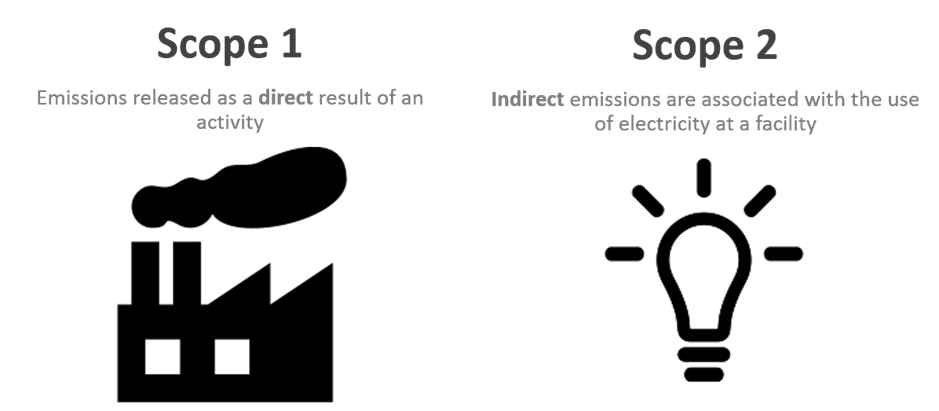 Scope 1
Emissions released as a direct result of an
activity
Scope 2
Indirect emissions are associated with the use
of electricity at a facility